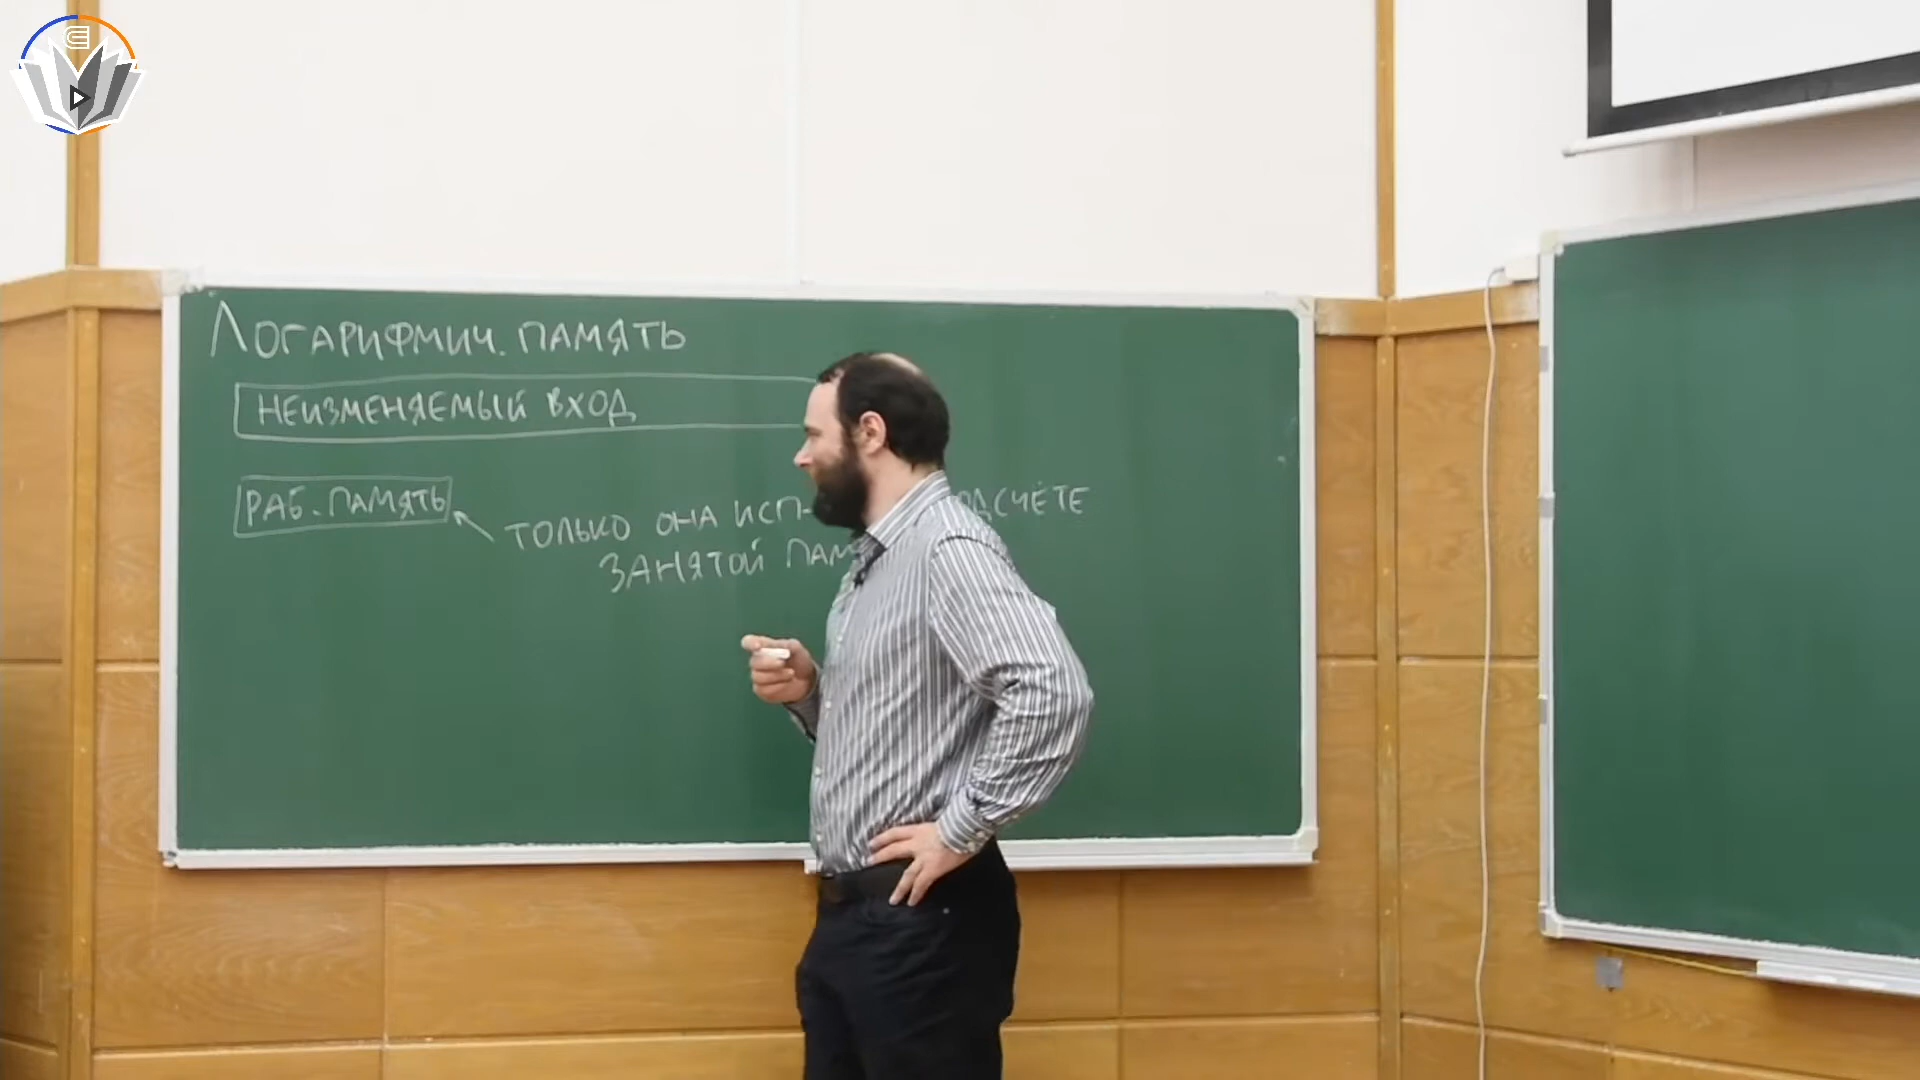 ЛОГАРИФМИЧ. ПАМЯТЬ
НЕИЗМЕНЯЕМЫЙ ВХОД
РАБ. ПАМЯТЬ
ТОЛЬКО ОНА
ЗАНЯТОЙ